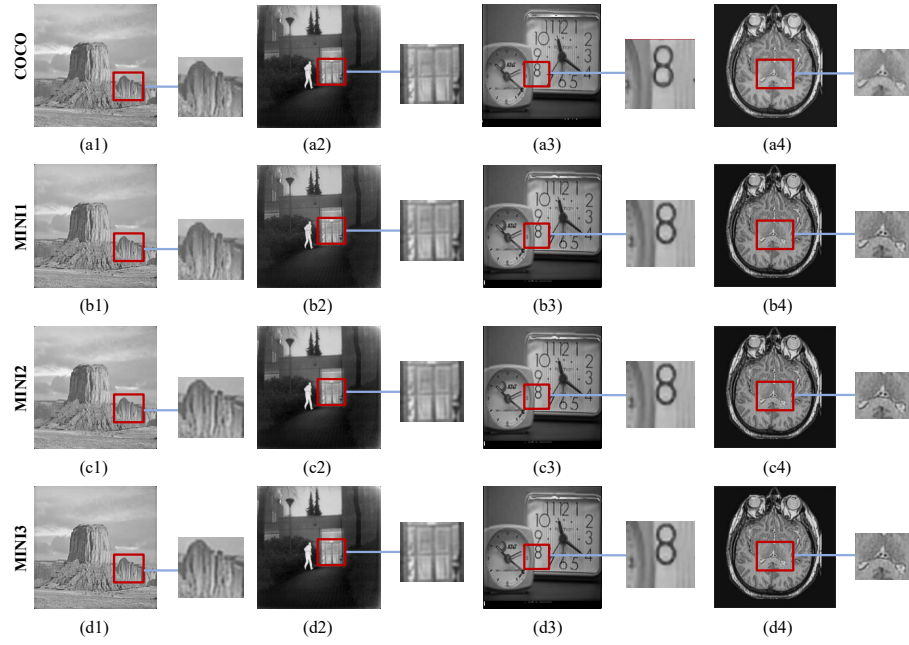 COCO
(a1) (a2) (a3) (a4)
MINI1
(b1) (b2) (b3) (b4)
MINI2
(c1) (c2) (c3) (c4)
MINI3
(d1) (d2) (d3) (d4)